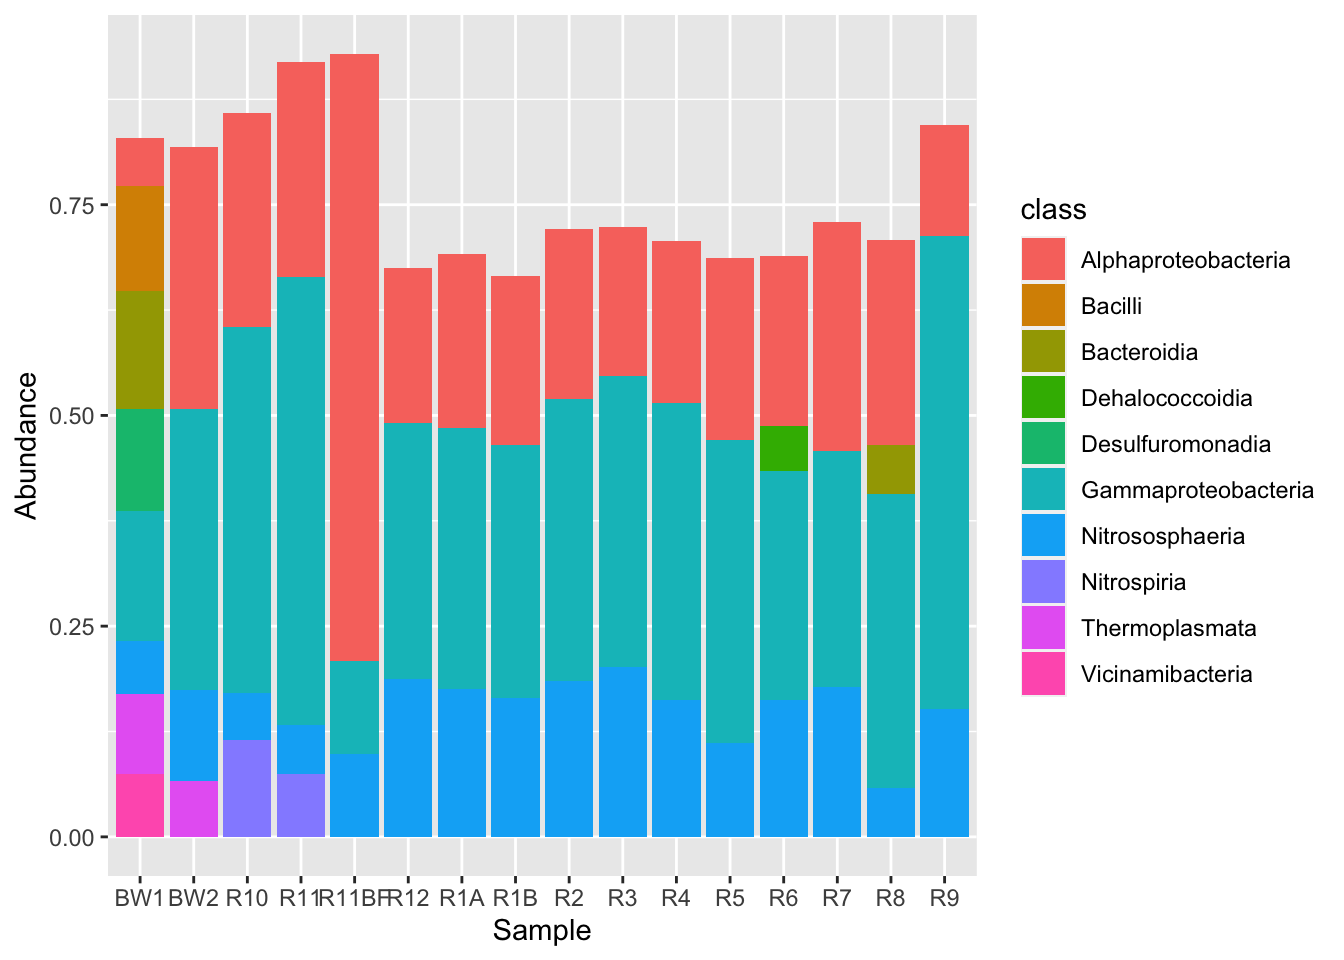 Abundance
0.75
0.50
0.25
0.00
BW1 BW2 R10 R11 R11BF R12 R1A R1B R2 R3 R4 R5 R6 R7 R8 R9
Sample
class
Alphaproteobacteria
Bacilli
Bacteroidia
Dehalococcoidia
Desulfuromonadia
Gammaproteobacteria
Nitrososphaeria
Nitrospiria
Thermoplasmata
Vicinamibacteria